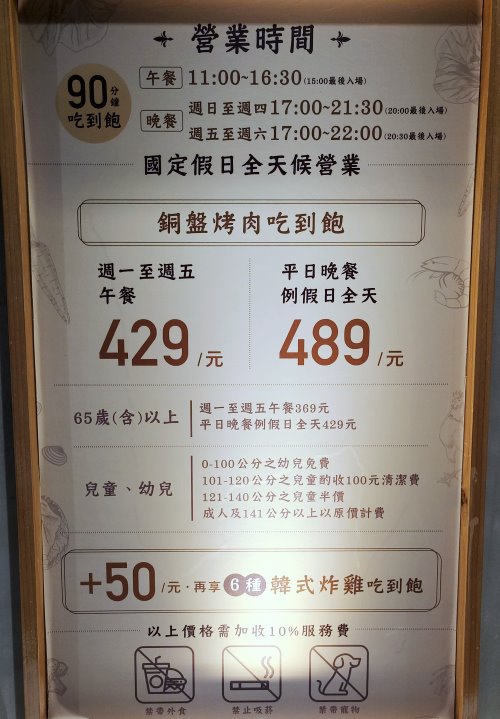 營業時間
90分鐘
吃到飽
午餐 11:00~16:30(15:00最後入場)
晚餐
週日至週四17:00~21:30(20:00最後入場)
週五至週六17:00~22:00(20:30最後入場)
國定假日全天候營業
銅盤烤肉吃到飽
週一至週五
午餐
429/元
平日晚餐
例假日全天
489/元
65歲(含)以上
週一至週五午餐369元
平日晚餐例假日全天429元
兒童、幼兒
0-100公分之幼兒免費
101-120公分之兒童酌收100元清潔費
121-140公分之兒童半價
成人及141公分以上以原價計費
+50/元·再享6種韓式炸雞吃到飽
以上價格需加收10%服務費
禁帶外食 禁止吸菸 禁帶寵物